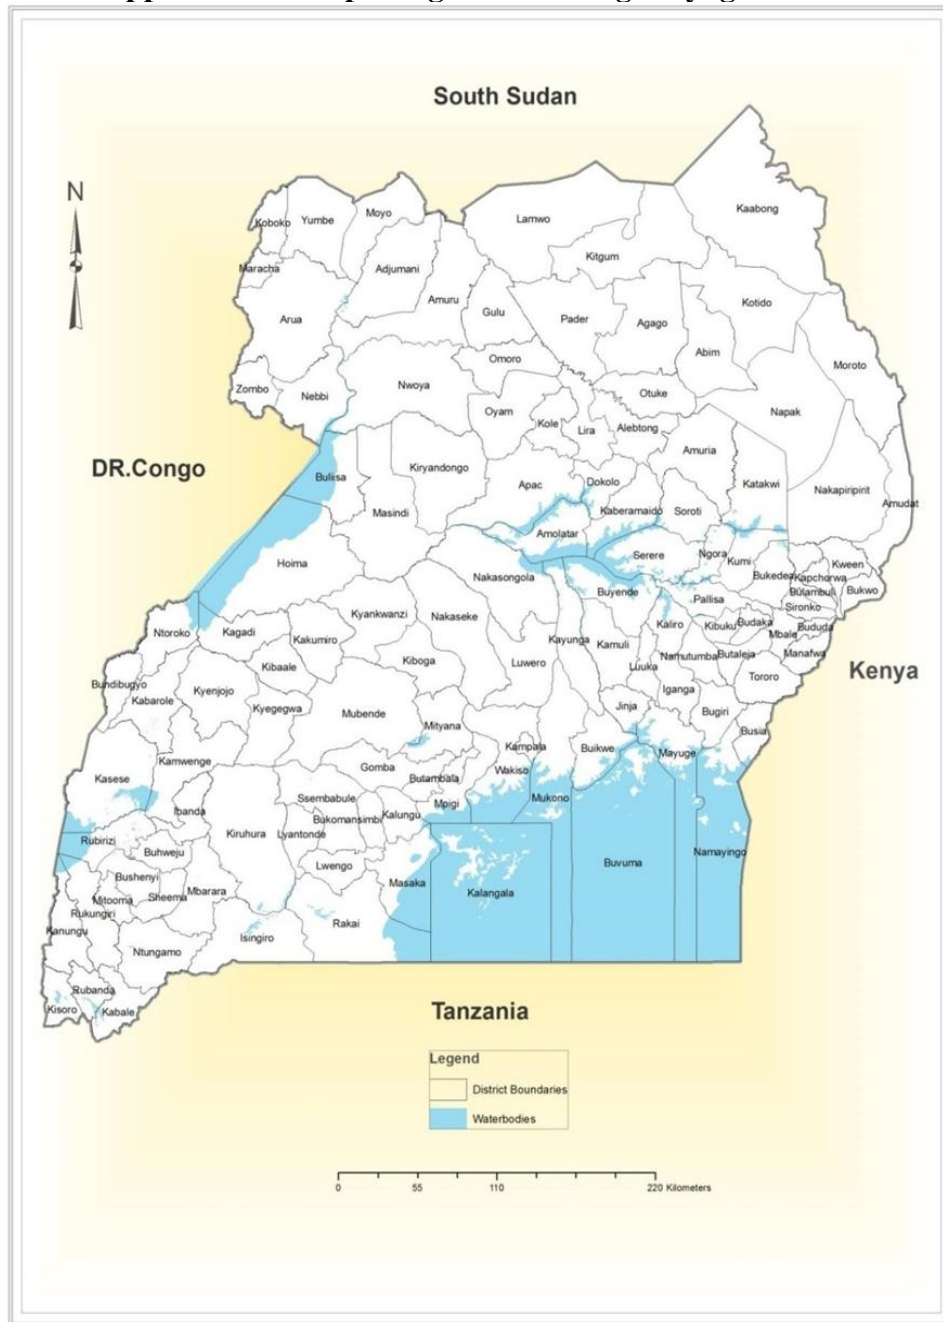 South Sudan
N
Kaabong
Moyo
Koboko
Yumbe
Lamwo
Kitgum
Maracha
Adjumani
Amuru
Kotido
Arua
Gulu
Pader
Agago
Abim
Omoro
Moroto
Zombo
Nebbi
Nwoya
Otuke
Oyam
Napak
Kole
Lira
Alebtong
Amuria
DR.Congo
Kiryandongo
Buliisa
Apac
Dokolo
Katakwi
Nakapiripirit
Amudat
Masindi
Kaberamaido
Soroti
Amolatar
Hoima
Serere
Ngora
Kumi
Kween
Nakasongola
Bukedea
Kapchorwa
Buyende
Bulambuli
Bukwo
Pallisa
Sironko
Kyankwanzi
Nakaseke
Ntoroko
Kagadi
Kakumiro
Kayunga
Kamuli
Kaliro
Kibuku
Budaka
Bududa
Mbale
Kibaale
Kiboga
Luwero
Luuka
Namutumba
Butaleja
Manafwa
Kenya
Bundibugyo
Kabarole
Kyenjojo
Tororo
Iganga
Kyegegwa
Mubende
Jinja
Bugiri
Mityana
Busia
Kampala
Buikwe
Mayuge
Kamwenge
Gomba
Wakiso
Kasese
Butambala
Ssembabule
Mpigi
Mukono
Ibanda
Bukomansimbi
Kalungu
Kiruhura
Lyantonde
Rubirizi
Buhweju
Namayingo
Lwengo
Buvuma
Bushenyi
Masaka
Kalangala
Mitooma
Sheema
Mbarara
Rukungiri
Rakai
Kanungu
Isingiro
Ntungamo
Rubanda
Kisoro
Kabale
Tanzania
Legend
District Boundaries
Waterbodies
0 55 110 220 Kilometers